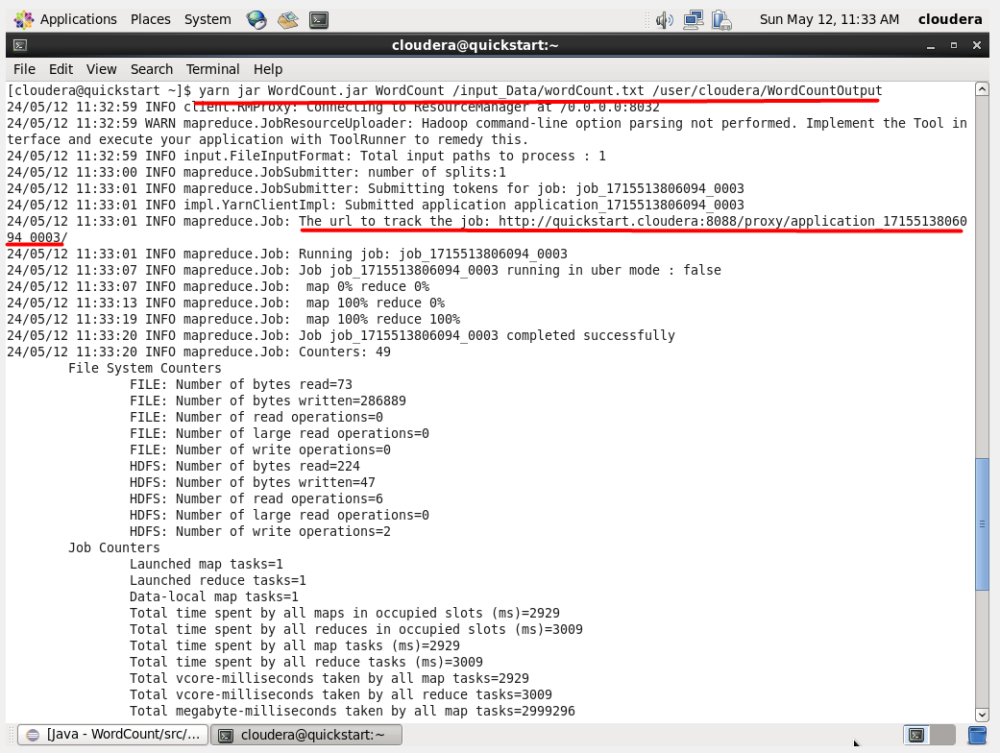 Applications Places System Sun May 12, 11:33 AM cloudera
cloudera@quickstart:~
File Edit View Search Terminal Help
[cloudera@quickstart ~]$ yarn jar WordCount.jar WordCount /input_Data/wordCount.txt /user/cloudera/WordCountOutput
24/05/12 11:32:59 INFO client.RMProxy: Connecting to ResourceManager at /0.0.0.0:8032
24/05/12 11:32:59 WARN mapreduce.JobResourceUploader: Hadoop command-line option parsing not performed. Implement the Tool in
terface and execute your application with ToolRunner to remedy this.
24/05/12 11:32:59 INFO input.FileInputFormat: Total input paths to process : 1
24/05/12 11:33:00 INFO mapreduce.JobSubmitter: number of splits:1
24/05/12 11:33:01 INFO mapreduce.JobSubmitter: Submitting tokens for job: job_1715513806094_0003
24/05/12 11:33:01 INFO impl.YarnClientImpl: Submitted application application_1715513806094_0003
24/05/12 11:33:01 INFO mapreduce.Job: The url to track the job: http://quickstart.cloudera:8088/proxy/application_17155138060
94_0003/
24/05/12 11:33:01 INFO mapreduce.Job: Running job: job_1715513806094_0003
24/05/12 11:33:07 INFO mapreduce.Job: Job job_1715513806094_0003 running in uber mode : false
24/05/12 11:33:07 INFO mapreduce.Job:  map 0% reduce 0%
24/05/12 11:33:13 INFO mapreduce.Job:  map 100% reduce 0%
24/05/12 11:33:19 INFO mapreduce.Job:  map 100% reduce 100%
24/05/12 11:33:20 INFO mapreduce.Job: Job job_1715513806094_0003 completed successfully
24/05/12 11:33:20 INFO mapreduce.Job: Counters: 49
File System Counters
FILE: Number of bytes read=73
FILE: Number of bytes written=286889
FILE: Number of read operations=0
FILE: Number of large read operations=0
FILE: Number of write operations=0
HDFS: Number of bytes read=224
HDFS: Number of bytes written=47
HDFS: Number of read operations=6
HDFS: Number of large read operations=0
HDFS: Number of write operations=2
Job Counters
Launched map tasks=1
Launched reduce tasks=1
Data-local map tasks=1
Total time spent by all maps in occupied slots (ms)=2929
Total time spent by all reduces in occupied slots (ms)=3009
Total time spent by all map tasks (ms)=2929
Total time spent by all reduce tasks (ms)=3009
Total vcore-milliseconds taken by all map tasks=2929
Total vcore-milliseconds taken by all reduce tasks=3009
Total megabyte-milliseconds taken by all map tasks=2999296
[Java - WordCount/src/... cloudera@quickstart:~